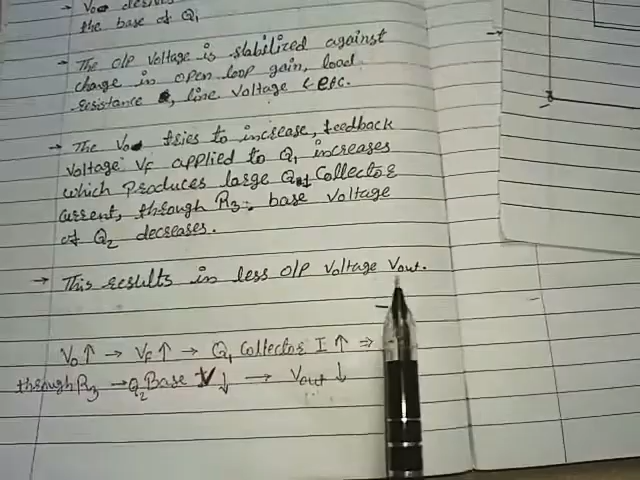 → Vo
the base of Q1
→ The O/P Voltage is stabilized against
change in open loop gain, load
resistance, line voltage & etc.
→ The Vo tries to increase, feedback
voltage VF applied to Q1 increases
which produces large Q1 Collector
current, through R3. base voltage
of Q2 decreases.
→ This results in less O/P Voltage Vout.
Vo ↑ → VF ↑ → Q1 Collector I ↑ ⇒
through R3 → Q2 Base V ↓ → Vout ↓